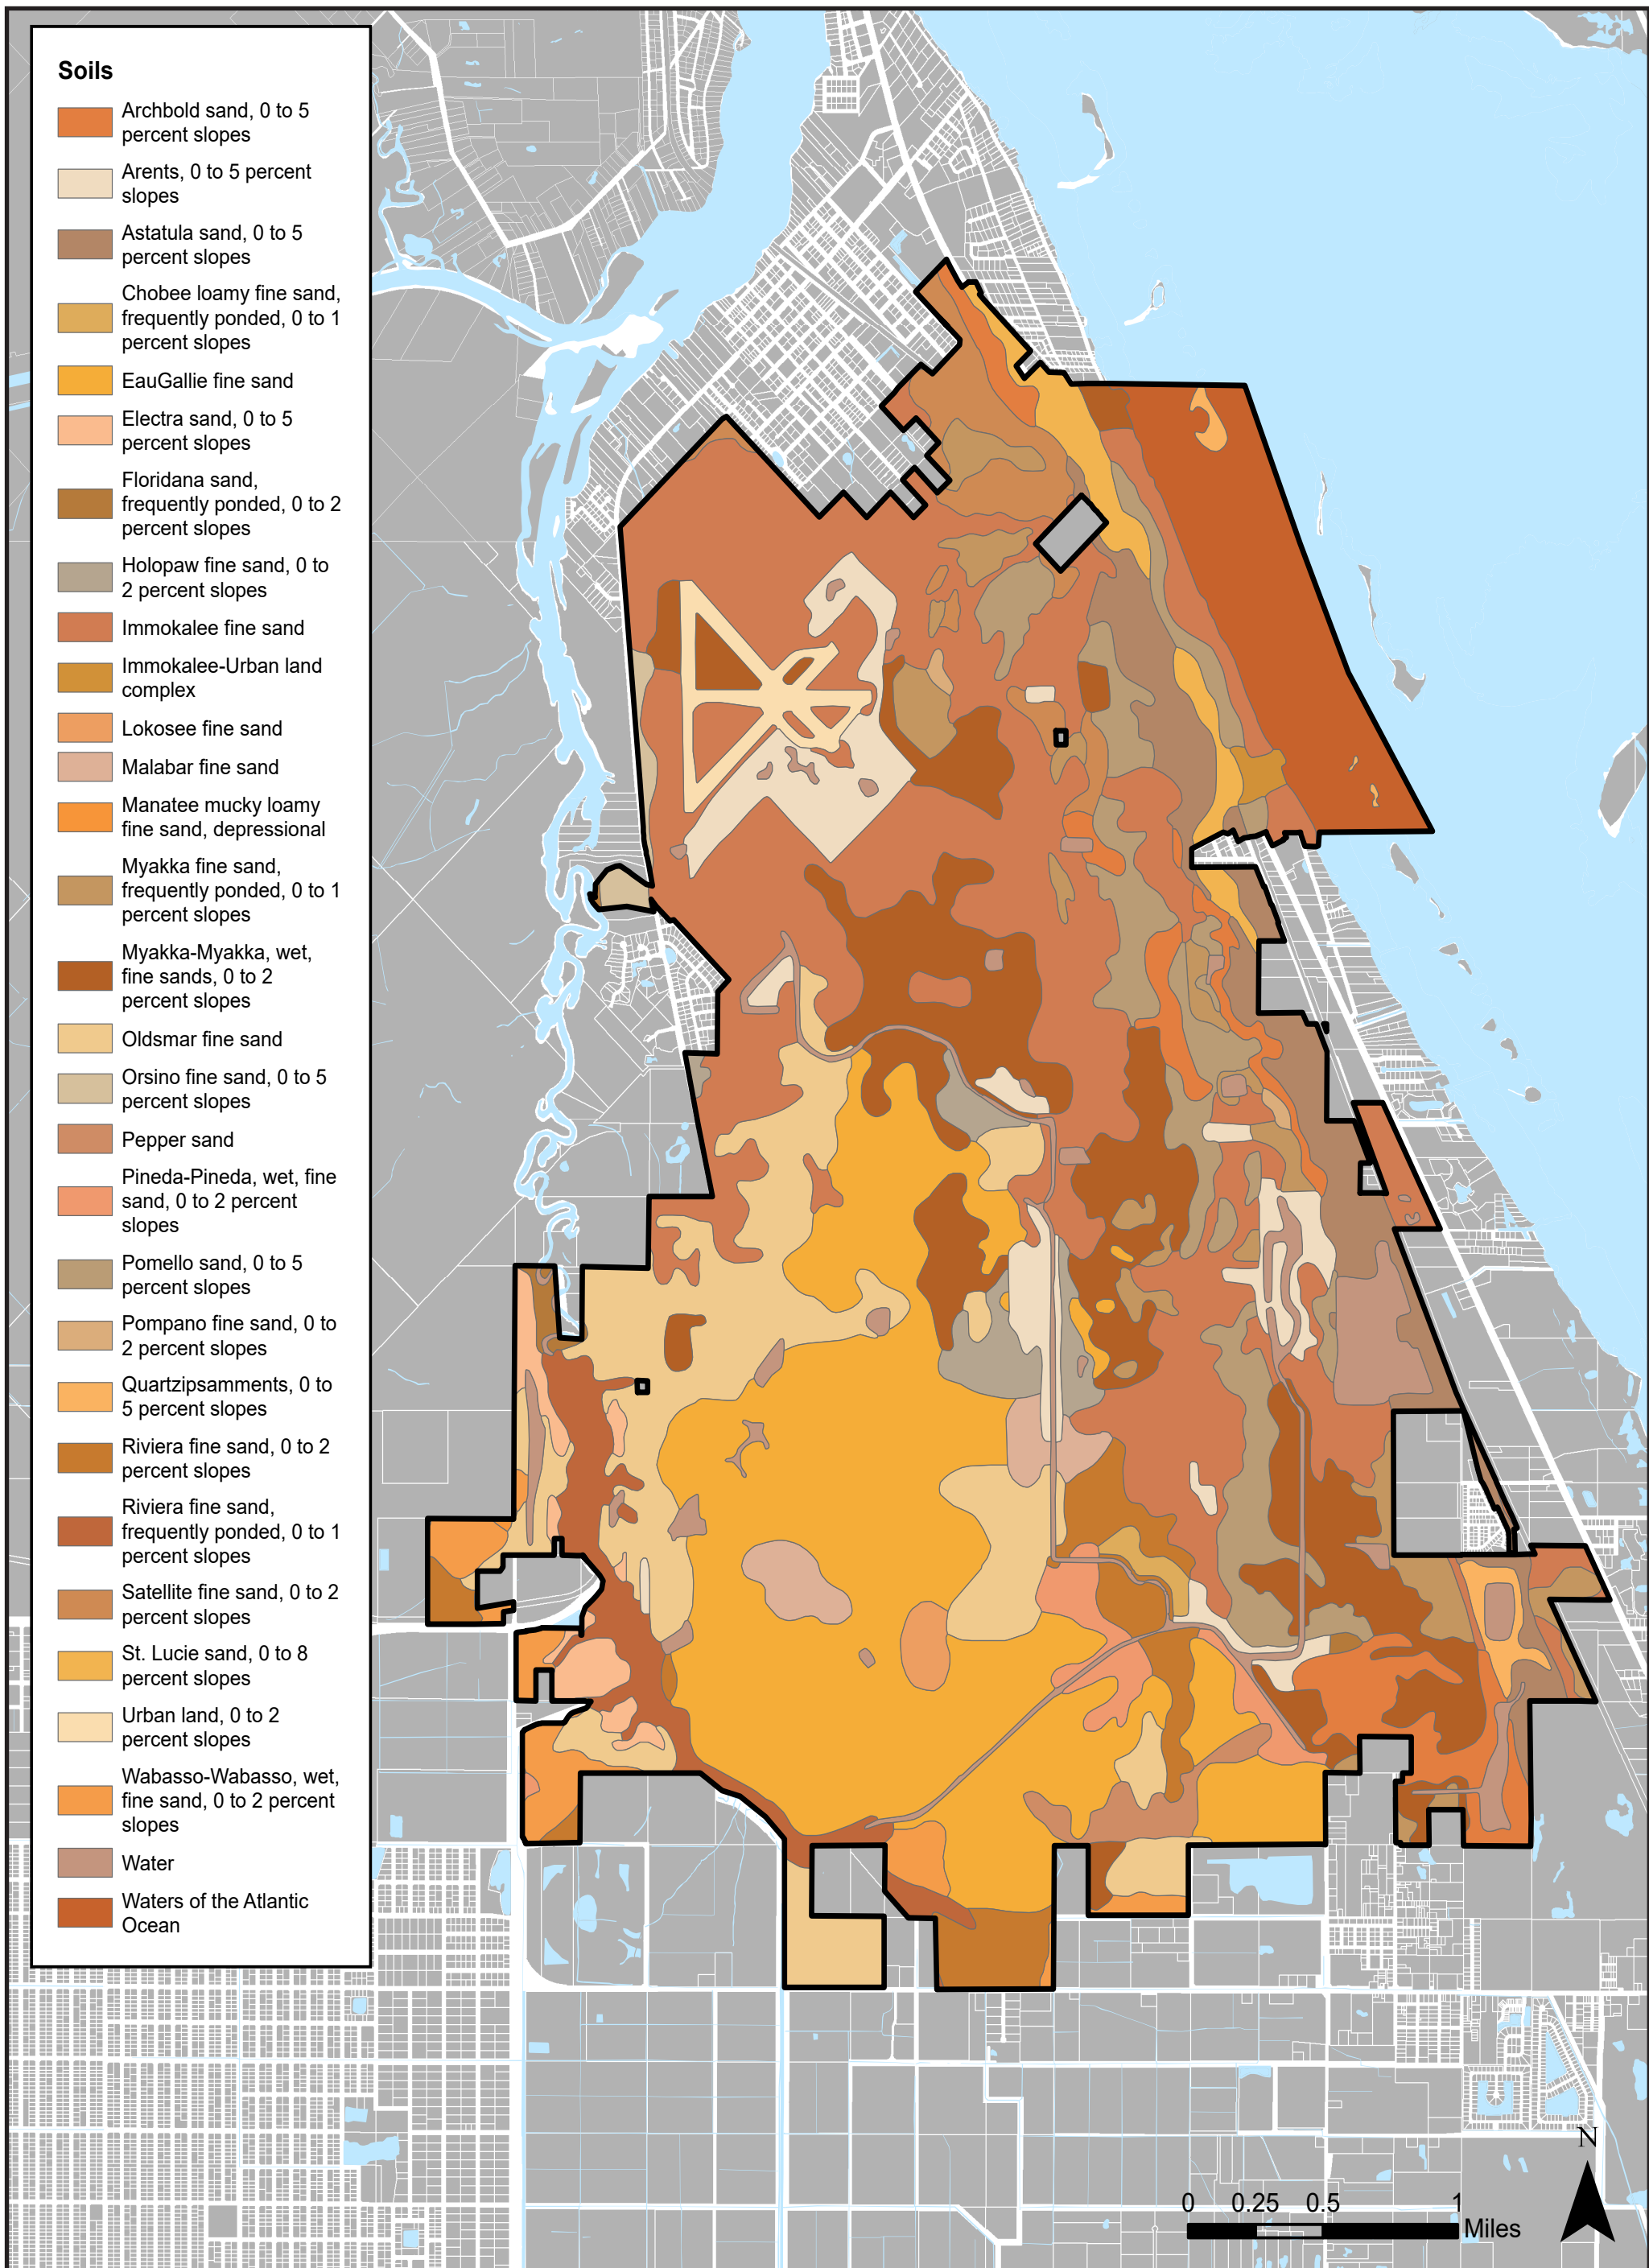 Soils
Archbold sand, 0 to 5
percent slopes
Arents, 0 to 5 percent
slopes
Astatula sand, 0 to 5
percent slopes
Chobee loamy fine sand,
frequently ponded, 0 to 1
percent slopes
EauGallie fine sand
Electra sand, 0 to 5
percent slopes
Floridana sand,
frequently ponded, 0 to 2
percent slopes
Holopaw fine sand, 0 to
2 percent slopes
Immokalee fine sand
Immokalee-Urban land
complex
Lokosee fine sand
Malabar fine sand
Manatee mucky loamy
fine sand, depressional
Myakka fine sand,
frequently ponded, 0 to 1
percent slopes
Myakka-Myakka, wet,
fine sands, 0 to 2
percent slopes
Oldsmar fine sand
Orsino fine sand, 0 to 5
percent slopes
Pepper sand
Pineda-Pineda, wet, fine
sand, 0 to 2 percent
slopes
Pomello sand, 0 to 5
percent slopes
Pompano fine sand, 0 to
2 percent slopes
Quartzipsamments, 0 to
5 percent slopes
Riviera fine sand, 0 to 2
percent slopes
Riviera fine sand,
frequently ponded, 0 to 1
percent slopes
Satellite fine sand, 0 to 2
percent slopes
St. Lucie sand, 0 to 8
percent slopes
Urban land, 0 to 2
percent slopes
Wabasso-Wabasso, wet,
fine sand, 0 to 2 percent
slopes
Water
Waters of the Atlantic
Ocean
N
0 0.25 0.5 1
Miles